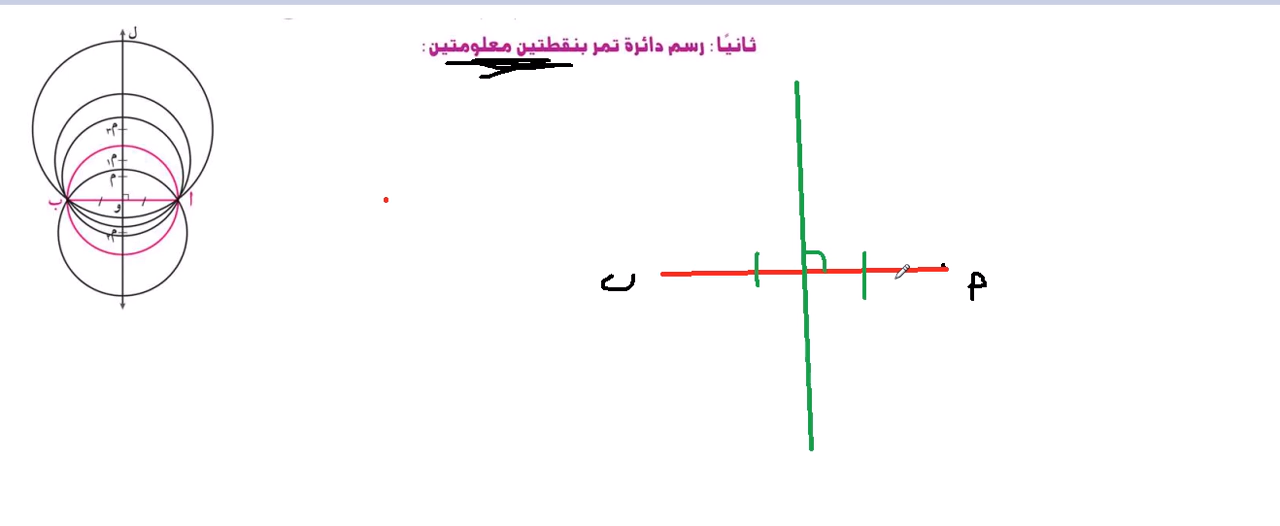 ثانيًا: رسم دائرة تمر بنقطتين معلومتين:
ل
م٣
م١
م
ب
أ
و
م٢
ب
م